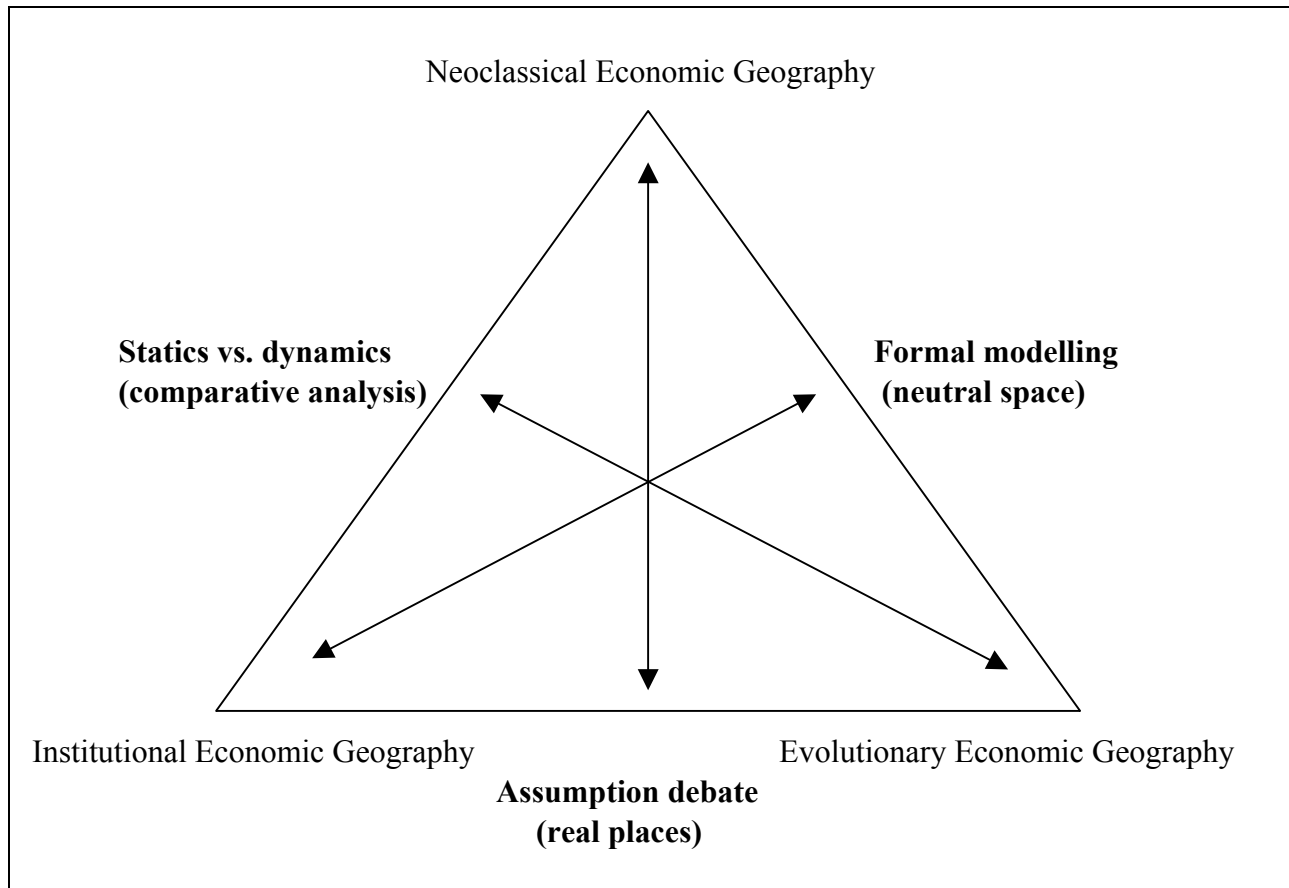 Neoclassical Economic Geography
Statics vs. dynamics
(comparative analysis)
Formal modelling
(neutral space)
Institutional Economic Geography
Evolutionary Economic Geography
Assumption debate
(real places)